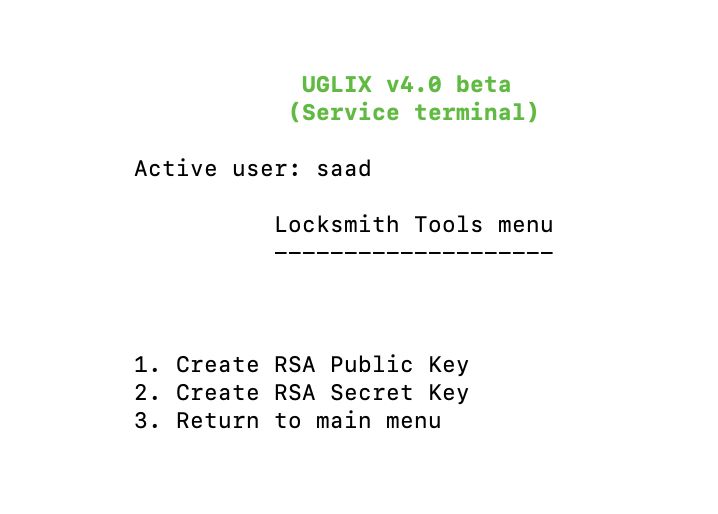 UGLIX v4.0 beta
(Service terminal)
Active user: saad
Locksmith Tools menu
--------------------
1. Create RSA Public Key
2. Create RSA Secret Key
3. Return to main menu